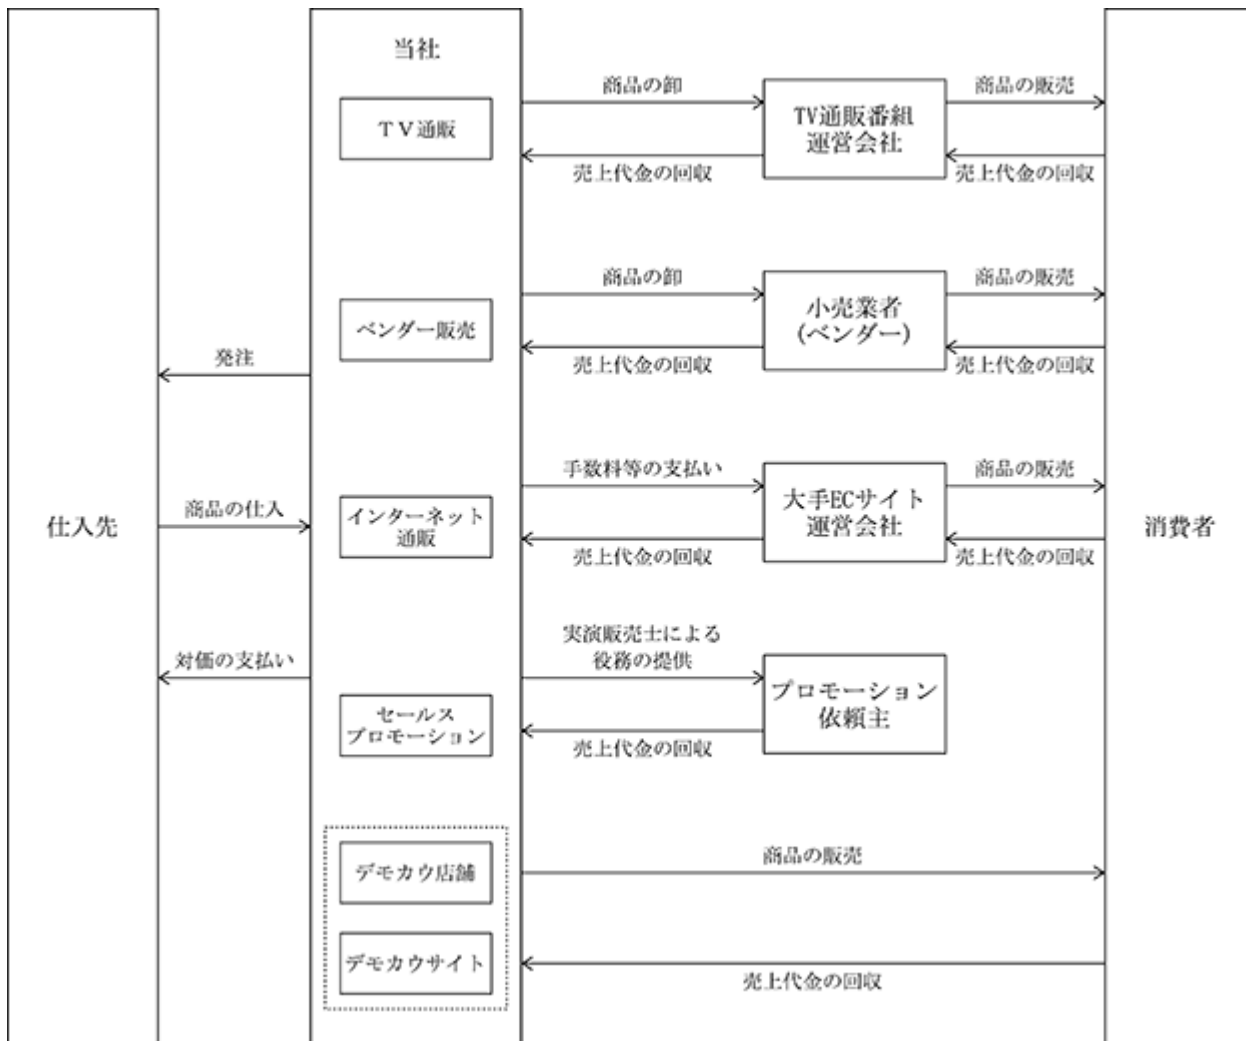 当社
ＴＶ通販
商品の卸
売上代金の回収
TV通販番組
運営会社
商品の販売
売上代金の回収
ベンダー販売
商品の卸
売上代金の回収
小売業者
(ベンダー)
商品の販売
売上代金の回収
発注
仕入先
商品の仕入
インターネット
通販
手数料等の支払い
売上代金の回収
大手ECサイト
運営会社
商品の販売
売上代金の回収
消費者
対価の支払い
セールス
プロモーション
実演販売士による
役務の提供
売上代金の回収
プロモーション
依頼主
デモカウ店舗
商品の販売
デモカウサイト
売上代金の回収